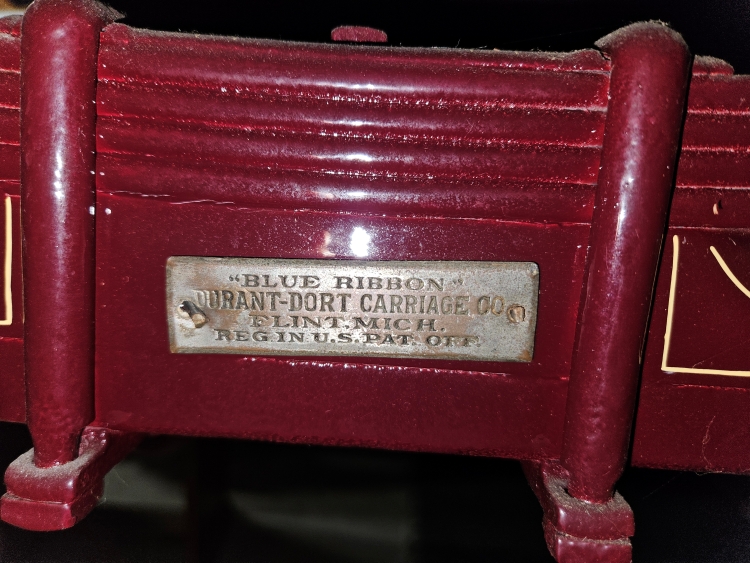 "BLUE RIBBON"
DURANT-DORT CARRIAGE CO.
FLINT, MICH.
REG IN U.S. PAT. OFF.